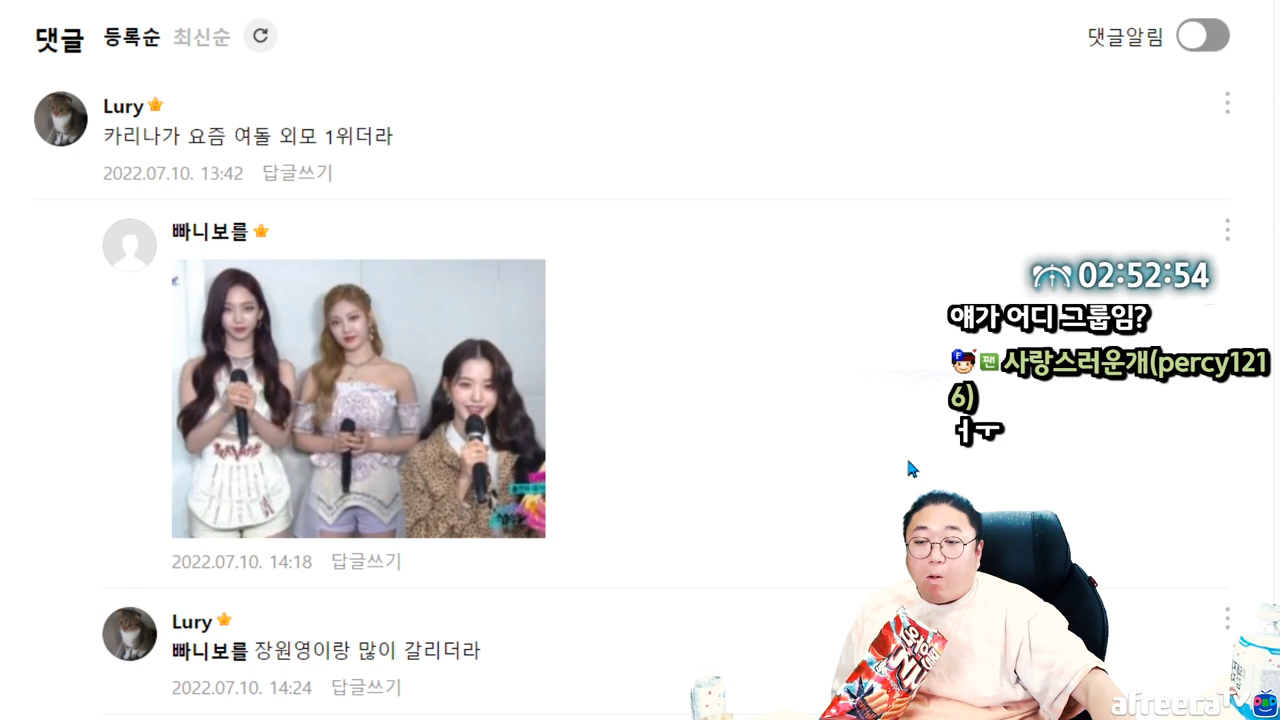 댓글 등록순 최신순
댓글알림
Lury
카리나가 요즘 여돌 외모 1위더라
2022.07.10. 13:42 답글쓰기
빠니보를
2022.07.10. 14:18 답글쓰기
Lury
빠니보를 장원영이랑 많이 갈리더라
2022.07.10. 14:24 답글쓰기
02:52:54
얘가 어디 그룹임?
F 팬 사랑스러운개(percy121
6)
ㅓㅜ
afreecaTV